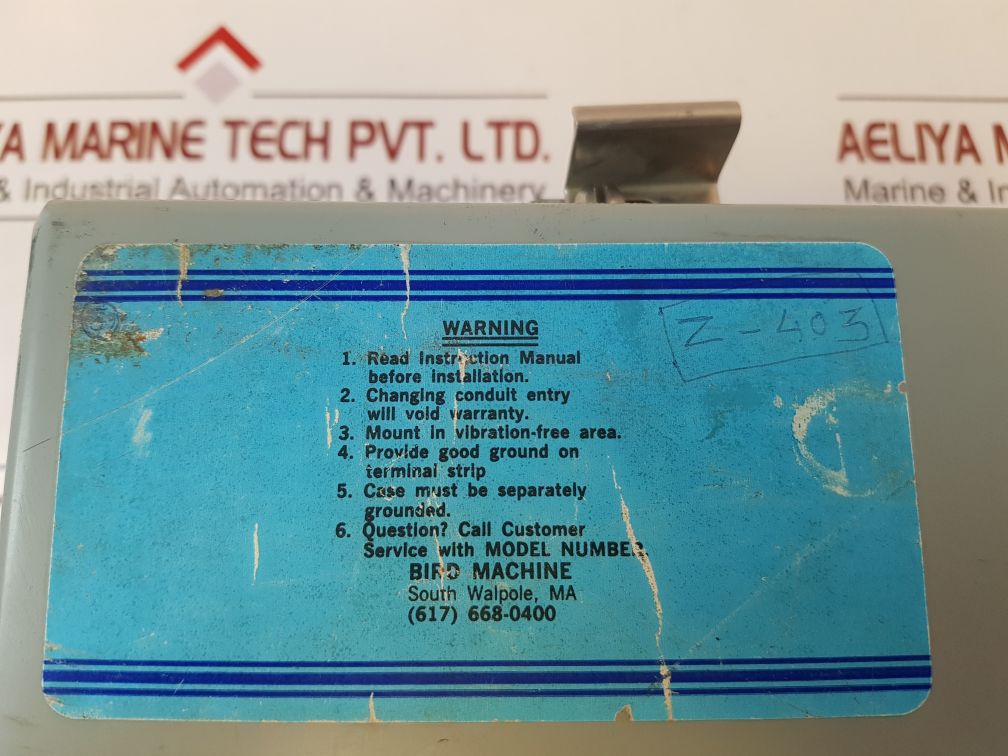 YA MARINE TECH PVT. LTD.
& Industrial Automation & Machinery
AELIYA M
Marine & In
Z-403
WARNING
1. Read Instruction Manual
before installation.
2. Changing conduit entry
will void warranty.
3. Mount in vibration-free area.
4. Provide good ground on
terminal strip
5. Case must be separately
grounded.
6. Question? Call Customer
Service with MODEL NUMBER.
BIRD MACHINE
South Walpole, MA
(617) 668-0400